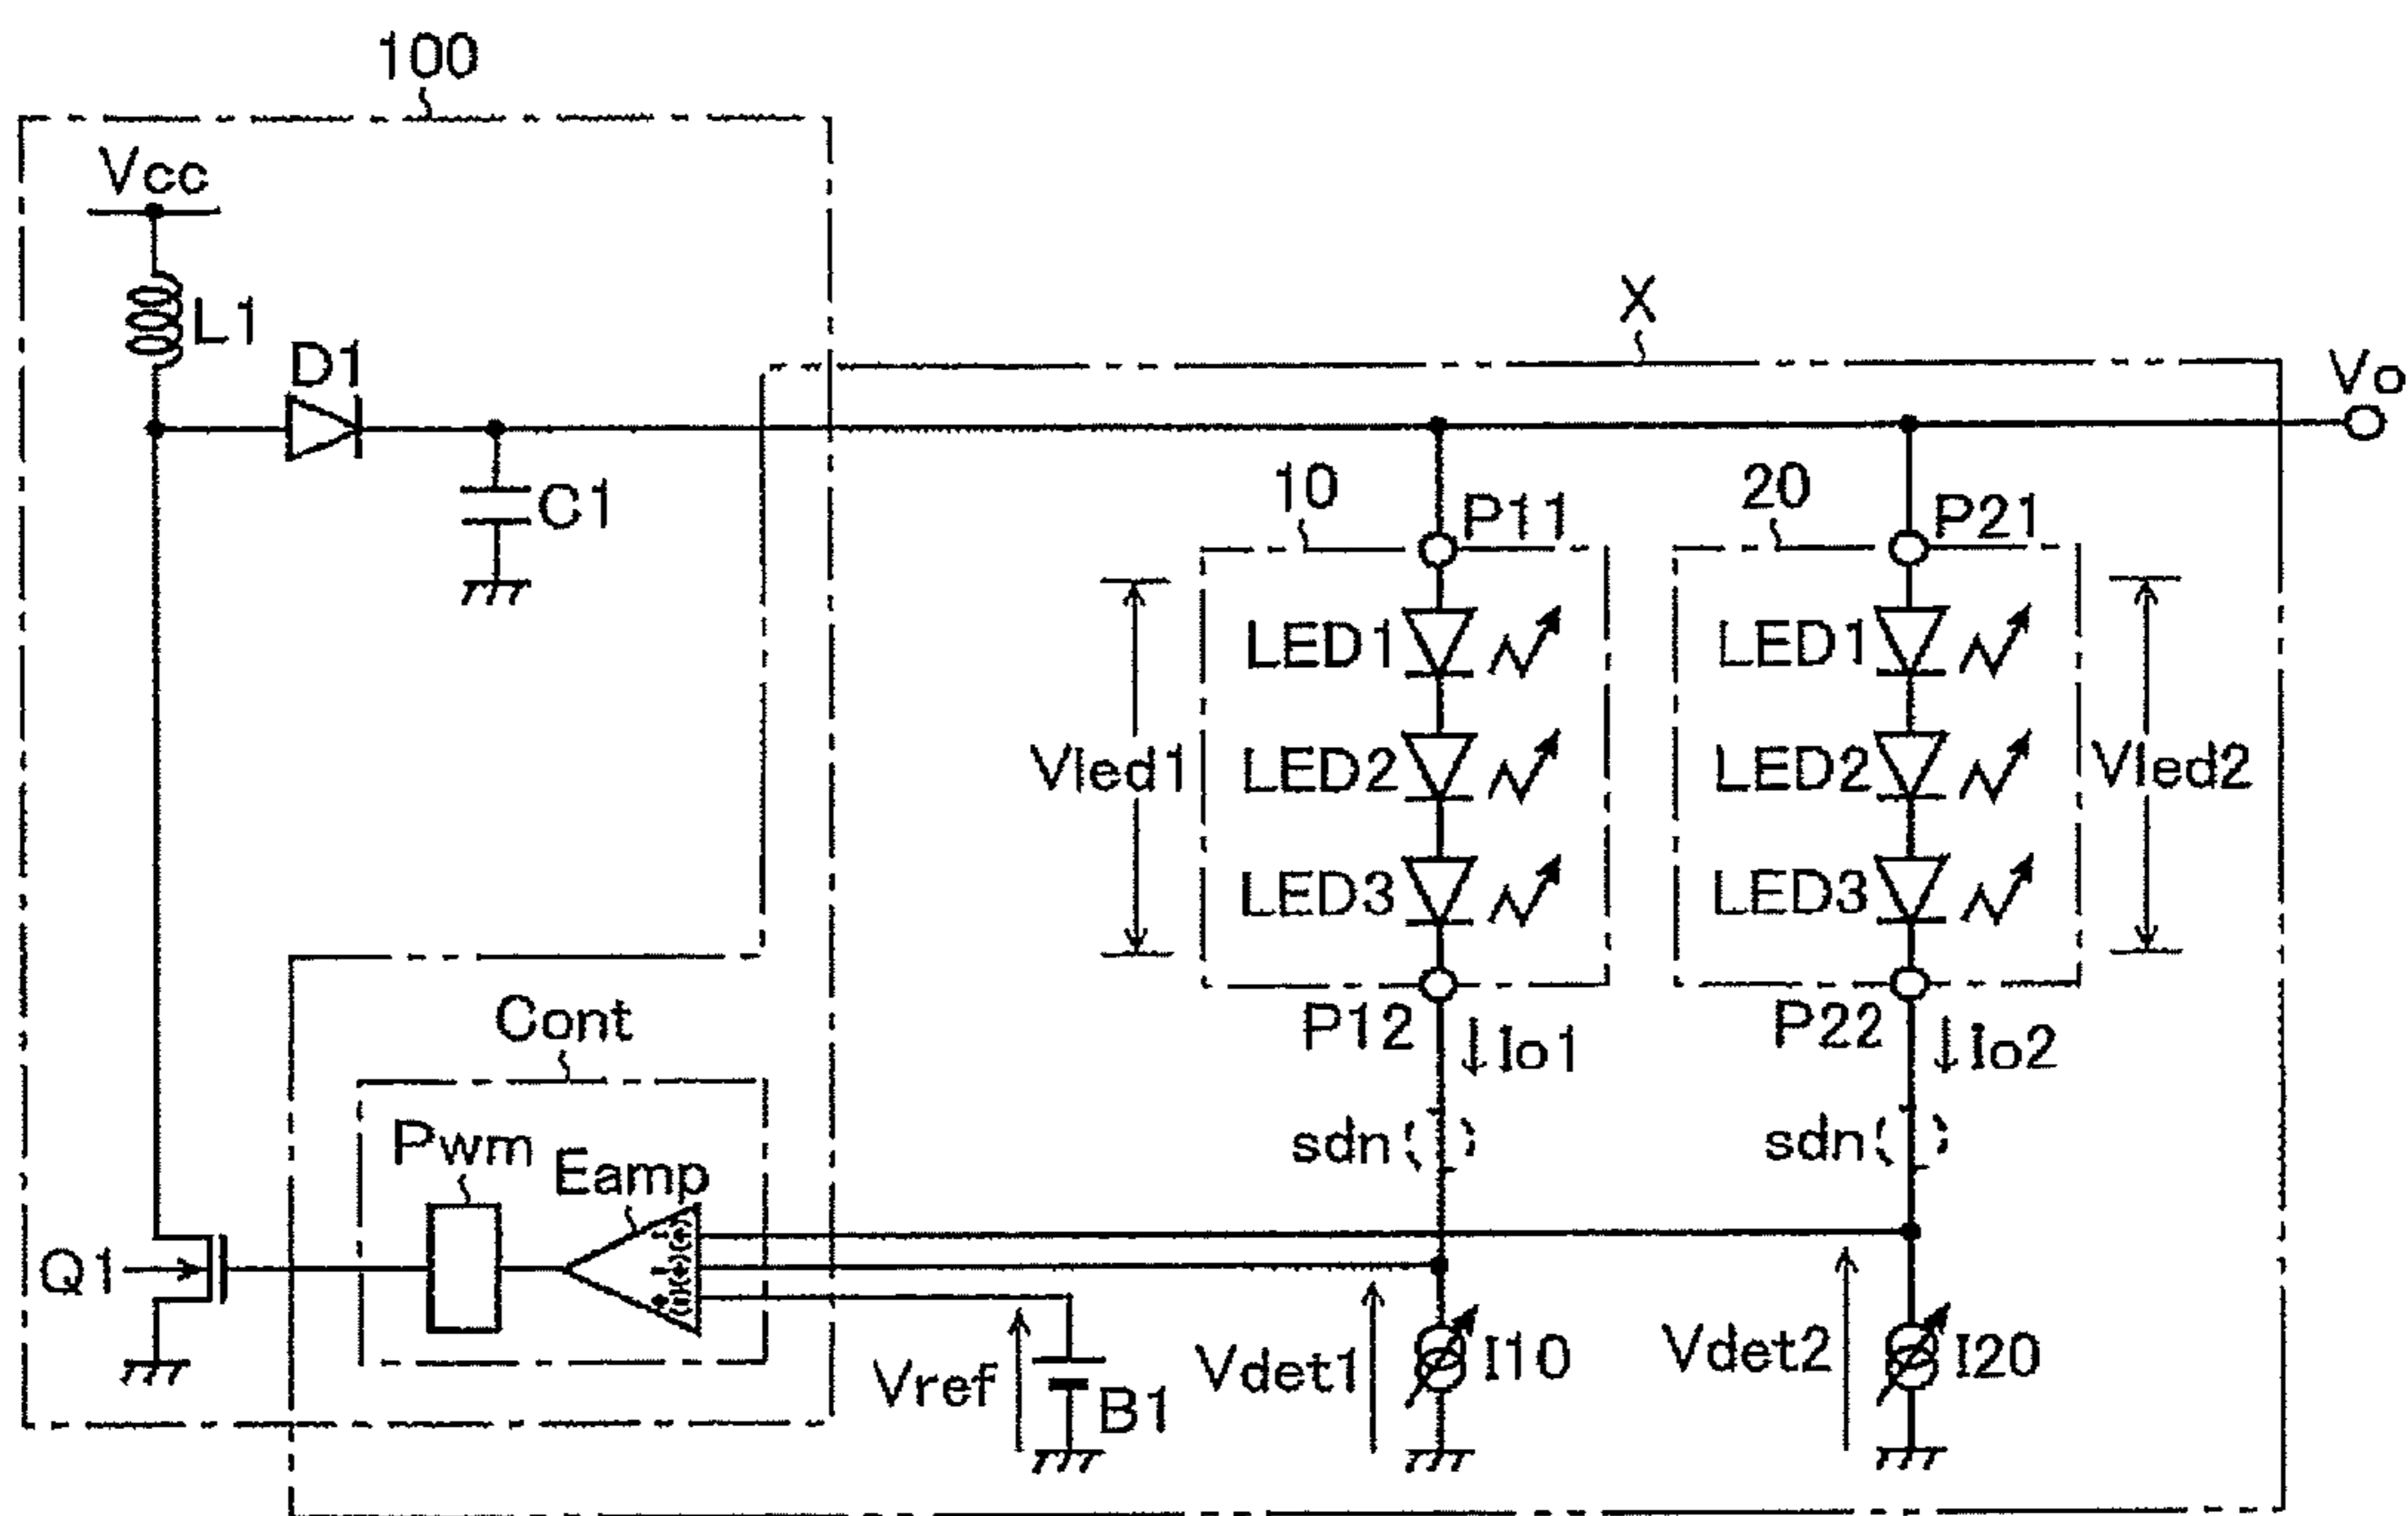 100
Vcc
L1
D1
C1
X
Vo
10
P11
20
P21
LED1
LED1
Vled1
LED2
LED2
Vled2
LED3
LED3
P12
Io1
P22
Io2
Cont
Pwm
Eamp
sdn
sdn
Q1
Vref
B1
Vdet1
I10
Vdet2
I20